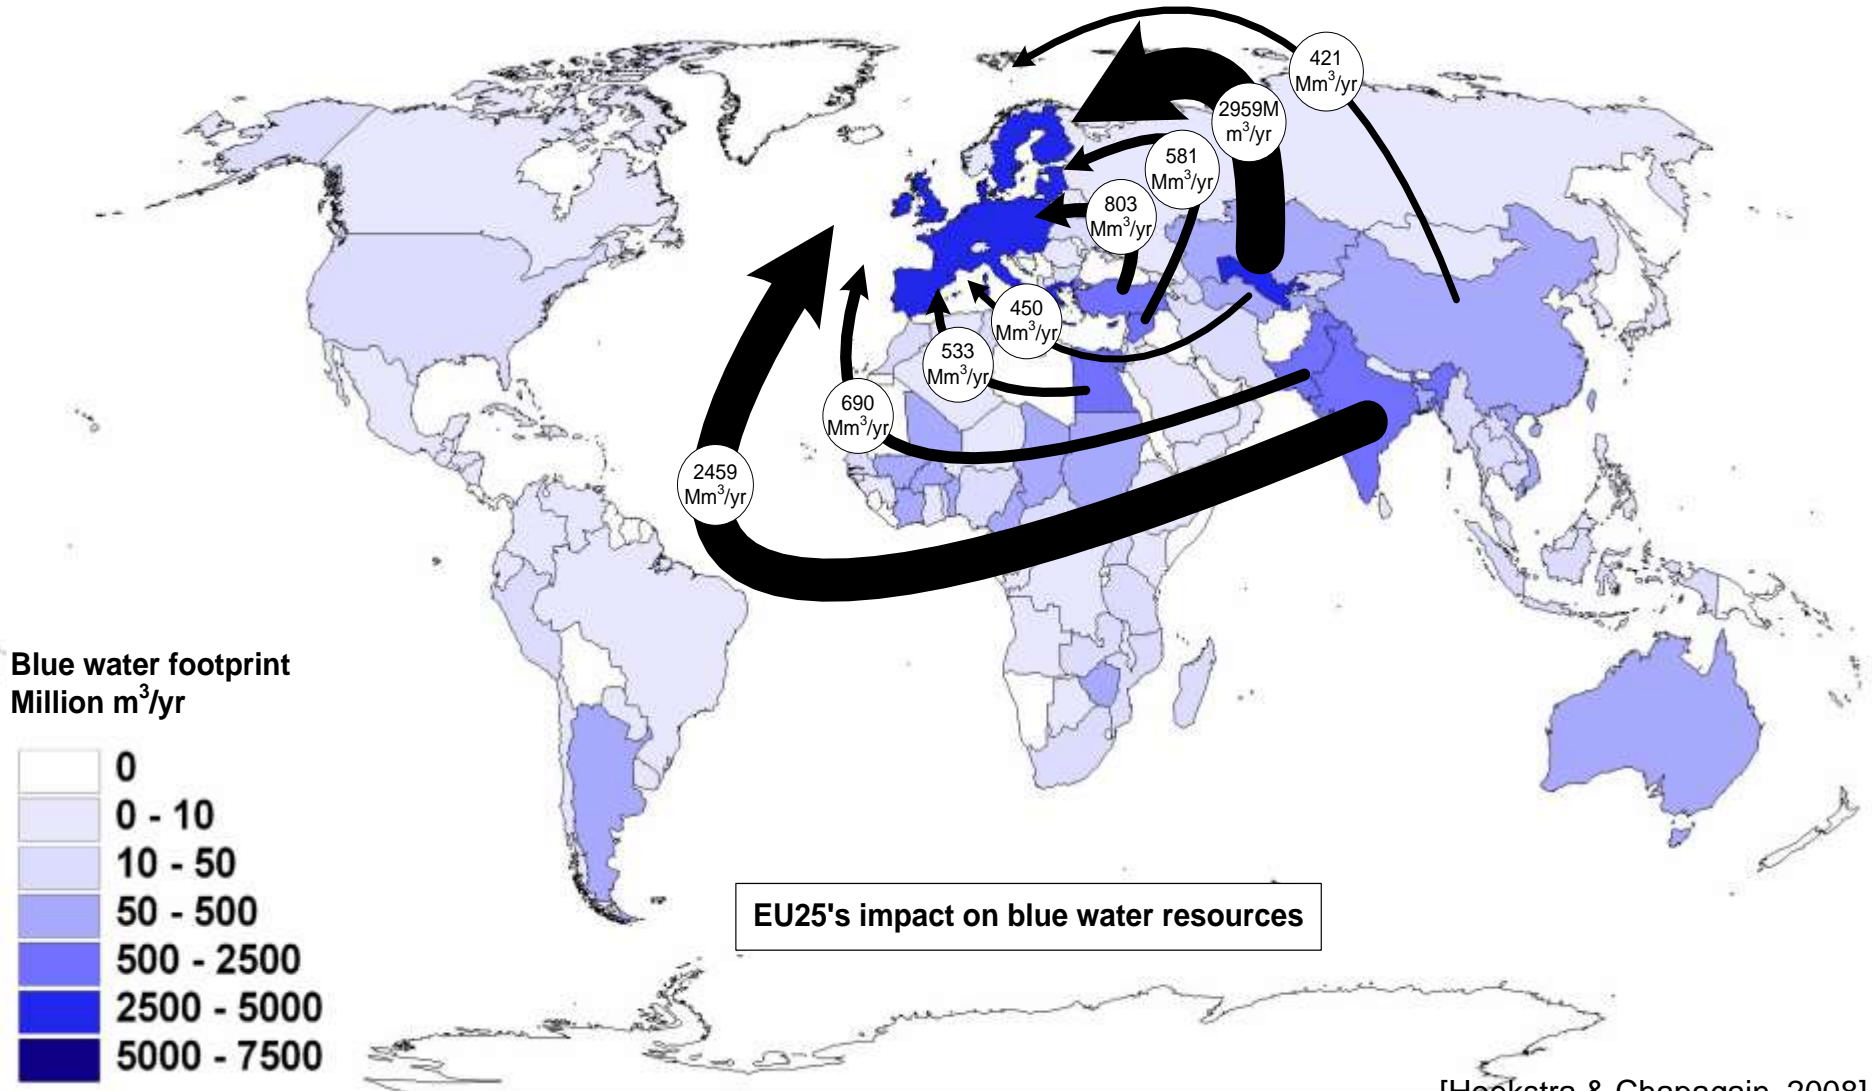 421
Mm³/yr
2959M
m³/yr
581
Mm³/yr
803
Mm³/yr
450
Mm³/yr
533
Mm³/yr
690
Mm³/yr
2459
Mm³/yr
Blue water footprint
Million m³/yr
0
0 - 10
10 - 50
50 - 500
500 - 2500
2500 - 5000
5000 - 7500
EU25's impact on blue water resources
[Hoekstra & Chapagain, 2008]